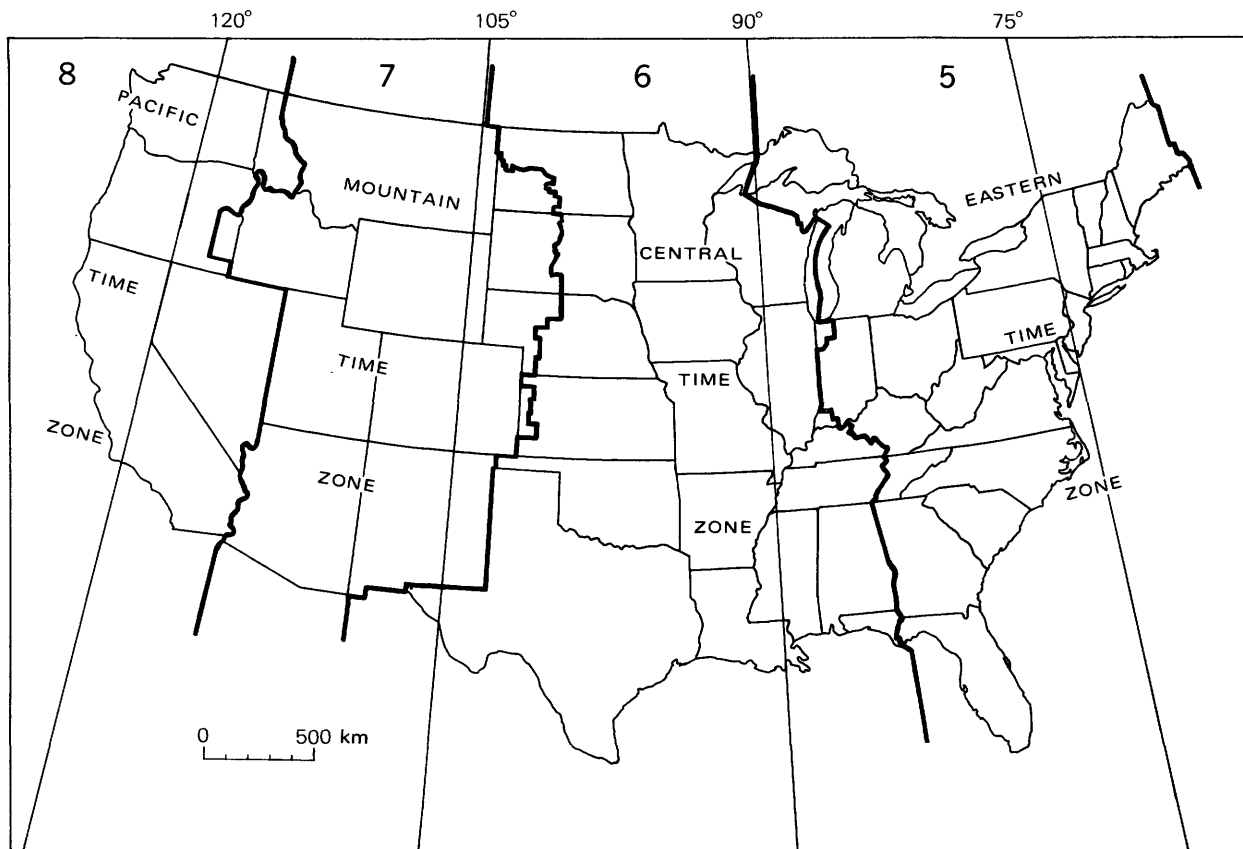 120° 105° 90° 75°
8 7 6 5
PACIFIC
MOUNTAIN
EASTERN
CENTRAL
TIME
TIME
TIME
TIME
ZONE
ZONE
ZONE
ZONE
0 500 km